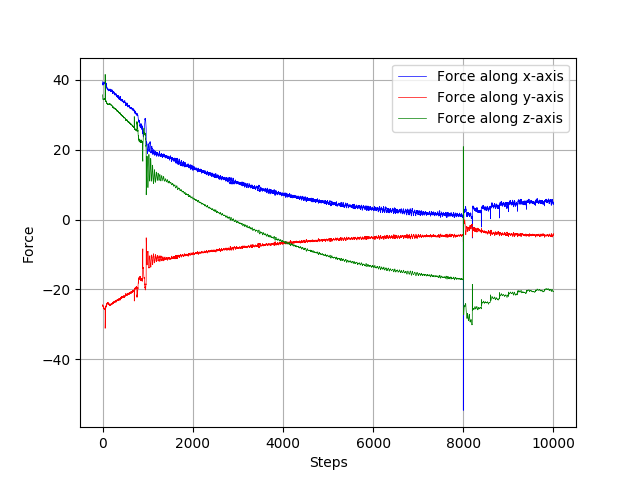 Force along x-axis
Force along y-axis
Force along z-axis
40
20
0
−20
−40
Force
0
2000
4000
6000
8000
10000
Steps